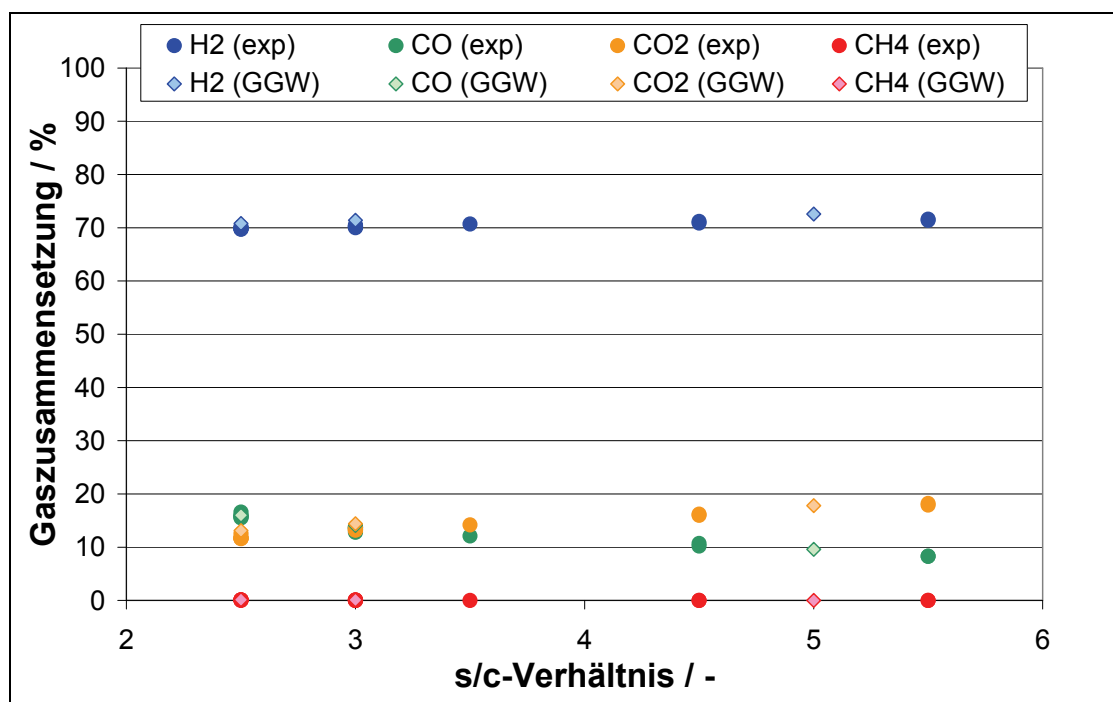 H2 (exp) CO (exp) CO2 (exp) CH4 (exp)
H2 (GGW) CO (GGW) CO2 (GGW) CH4 (GGW)
Gaszusammensetzung / %
100
90
80
70
60
50
40
30
20
10
0
2 3 4 5 6
s/c-Verhältnis / -